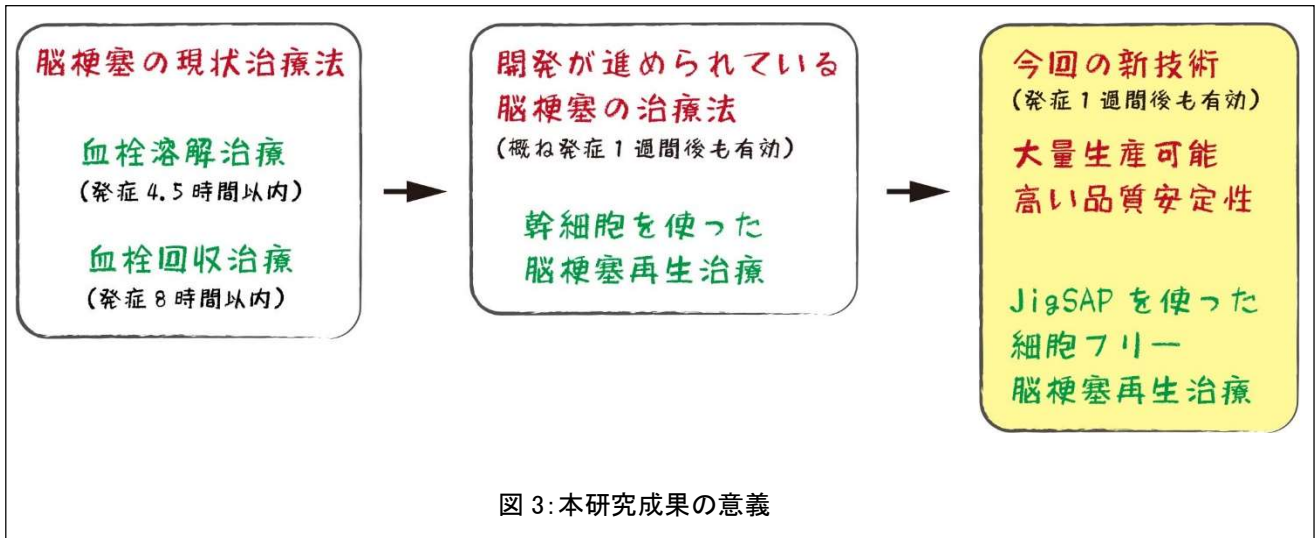 脳梗塞の現状治療法
血栓溶解治療
(発症 4.5 時間以内)
血栓回収治療
(発症 8 時間以内)
開発が進められている
脳梗塞の治療法
(概ね発症 1 週間後も有効)
幹細胞を使った
脳梗塞再生治療
今回の新技術
(発症 1 週間後も有効)
大量生産可能
高い品質安定性
JigSAP を使った
細胞フリー
脳梗塞再生治療
図 3:本研究成果の意義